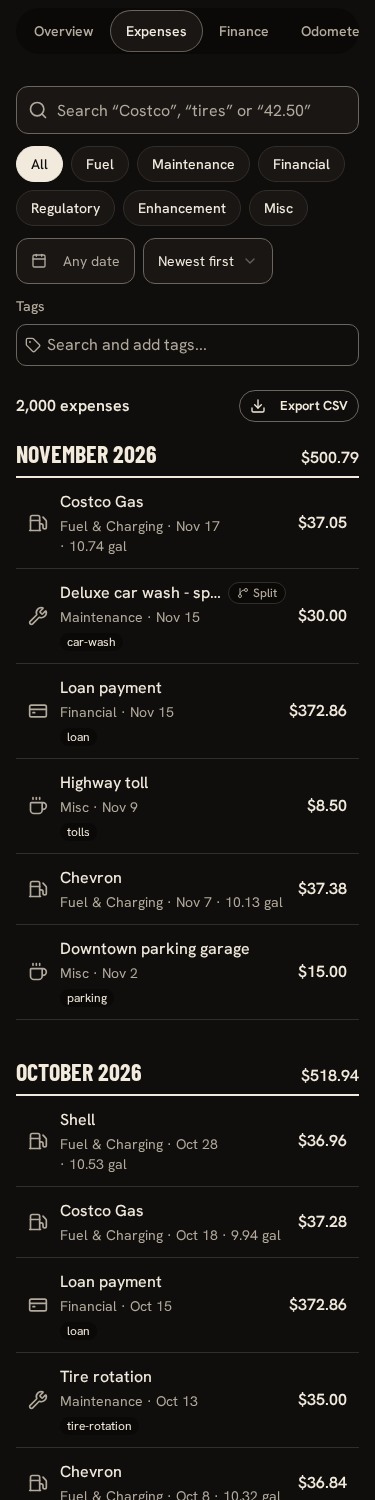 Overview Expenses Finance Odomete
Search “Costco”, “tires” or “42.50”
All Fuel Maintenance Financial
Regulatory Enhancement Misc
Any date Newest first
Tags
Search and add tags...
2,000 expenses Export CSV
NOVEMBER 2026 $500.79
Costco Gas
Fuel & Charging · Nov 17
· 10.74 gal
$37.05
Deluxe car wash - sp... Split
Maintenance · Nov 15
$30.00
car-wash
Loan payment
Financial · Nov 15
$372.86
loan
Highway toll
Misc · Nov 9
$8.50
tolls
Chevron
Fuel & Charging · Nov 7 · 10.13 gal
$37.38
Downtown parking garage
Misc · Nov 2
$15.00
parking
OCTOBER 2026 $518.94
Shell
Fuel & Charging · Oct 28
· 10.53 gal
$36.96
Costco Gas
Fuel & Charging · Oct 18 · 9.94 gal
$37.28
Loan payment
Financial · Oct 15
$372.86
loan
Tire rotation
Maintenance · Oct 13
$35.00
tire-rotation
Chevron
Fuel & Charging · Oct 8 · 10.32 gal
$36.84